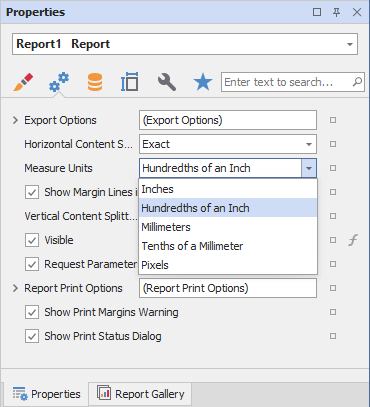 Properties
Report1 Report
Enter text to search...
Export Options (Export Options)
Horizontal Content S... Exact
Measure Units Hundredths of an Inch
Inches
Show Margin Lines i
Hundredths of an Inch
Vertical Content Splitt
Millimeters
Visible Tenths of a Millimeter
Request Parameter Pixels
Report Print Options (Report Print Options)
Show Print Margins Warning
Show Print Status Dialog
Properties Report Gallery